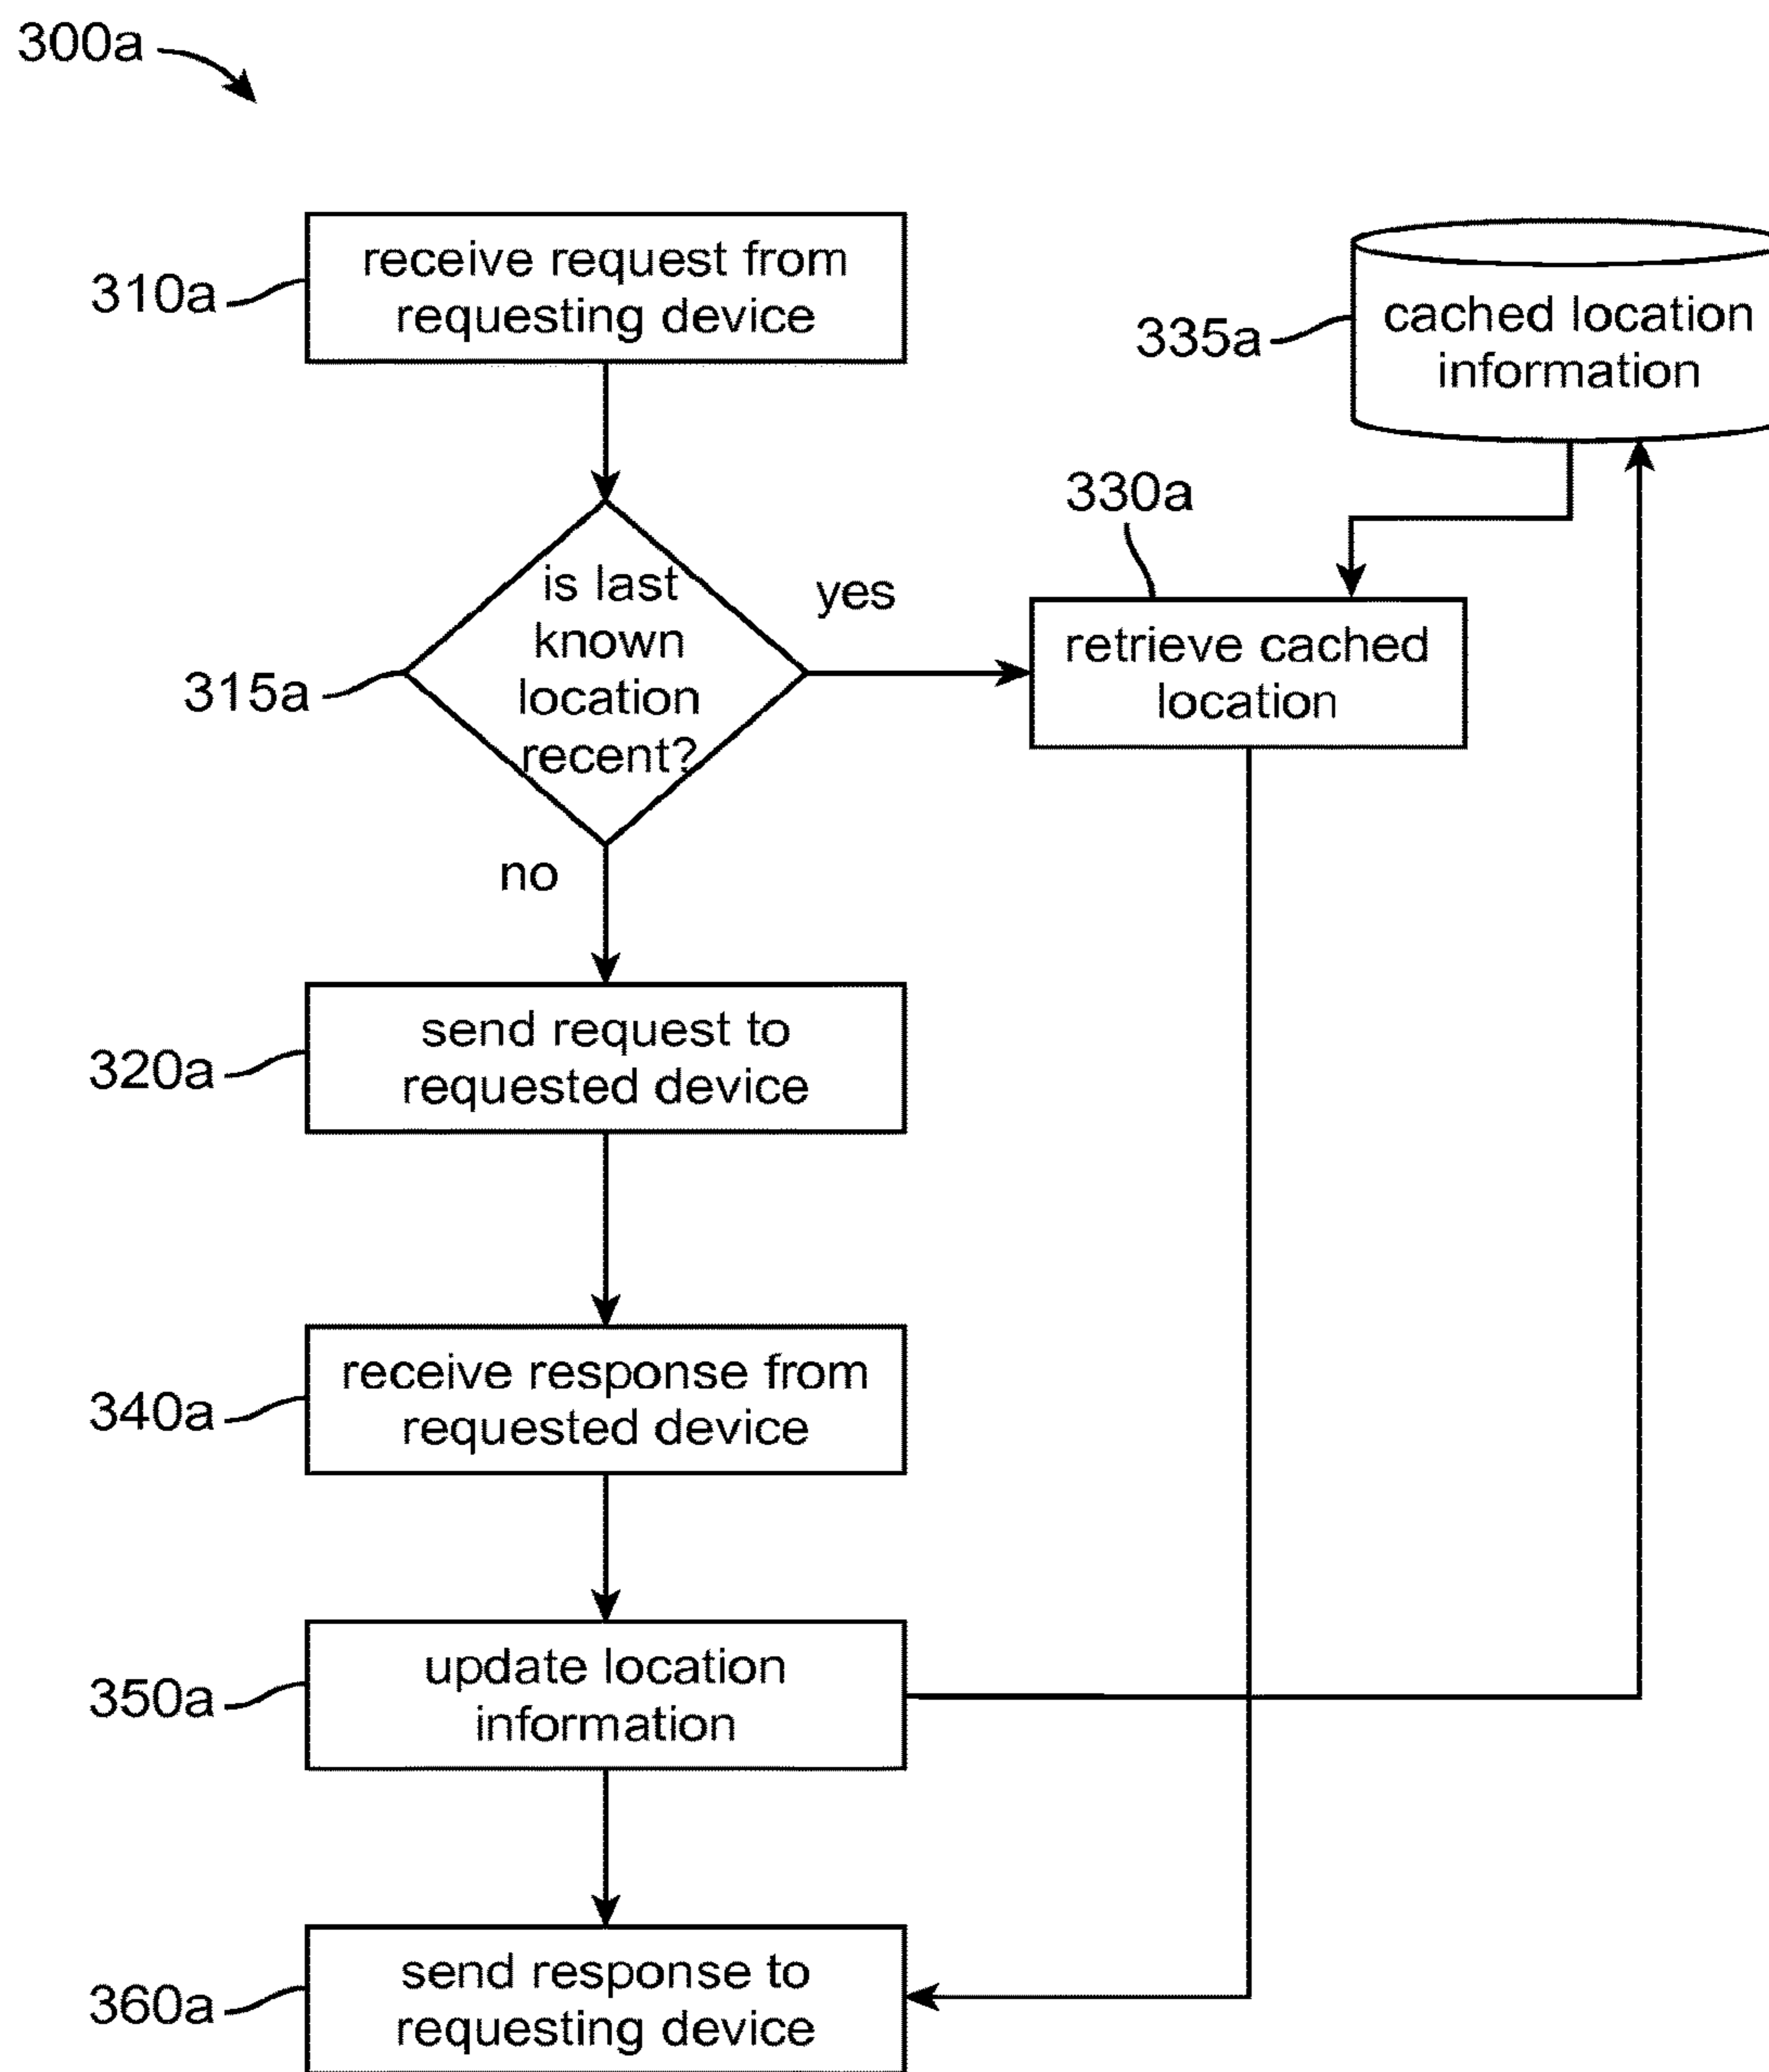 300a
310a
receive request from
requesting device
335a
cached location
information
315a
is last
known
location
recent?
yes
330a
retrieve cached
location
no
320a
send request to
requested device
340a
receive response from
requested device
350a
update location
information
360a
send response to
requesting device